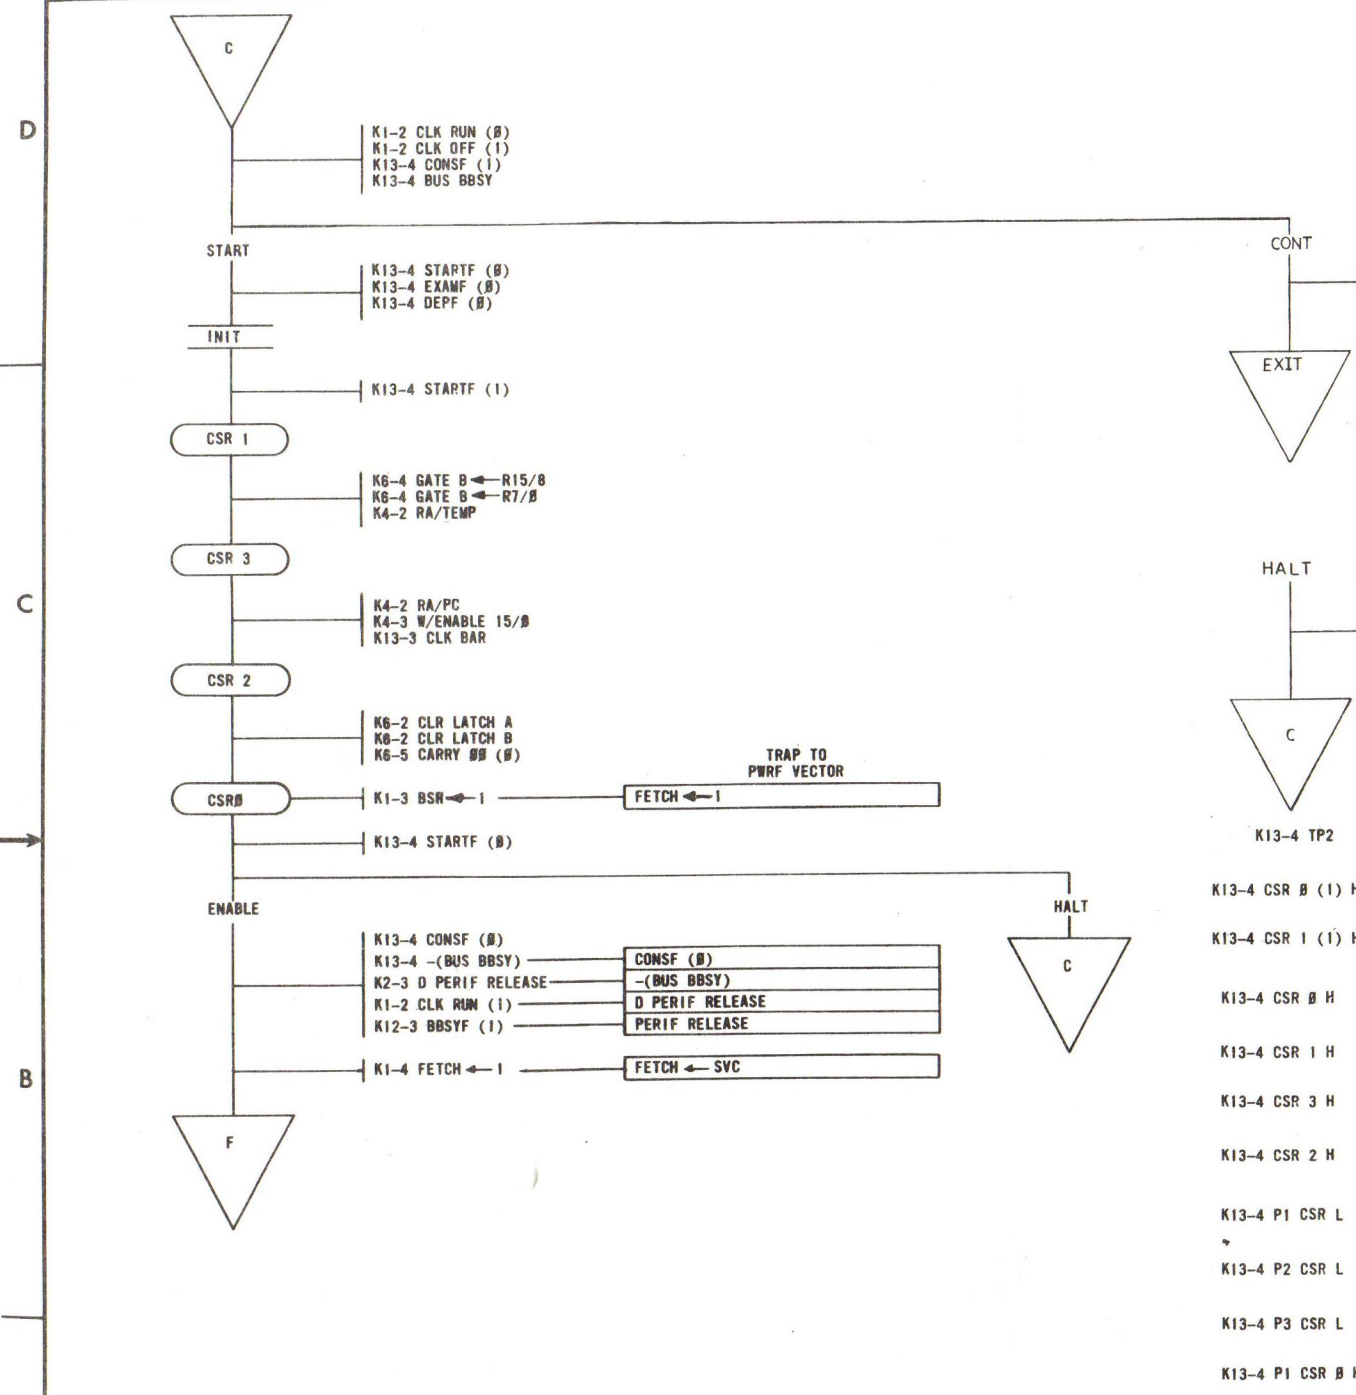 D
C
K1-2 CLK RUN (Ø)
K1-2 CLK OFF (1)
K13-4 CONSF (1)
K13-4 BUS BBSY
START
CONT
K13-4 STARTF (Ø)
K13-4 EXAMF (Ø)
K13-4 DEPF (Ø)
INIT
EXIT
K13-4 STARTF (1)
CSR 1
K6-4 GATE B ← R15/8
K6-4 GATE B ← R7/Ø
K4-2 RA/TEMP
CSR 3
HALT
C
K4-2 RA/PC
K4-3 W/ENABLE 15/Ø
K13-3 CLK BAR
CSR 2
K6-2 CLR LATCH A
K6-2 CLR LATCH B
K6-5 CARRY ØØ (Ø)
C
TRAP TO
PWRF VECTOR
CSRØ
K1-3 BSR ← 1
FETCH ← 1
K13-4 STARTF (Ø)
K13-4 TP2
K13-4 CSR Ø (1) H
ENABLE
HALT
K13-4 CSR 1 (1) H
K13-4 CONSF (Ø)
K13-4 -(BUS BBSY)
CONSF (Ø)
C
K2-3 D PERIF RELEASE
-(BUS BBSY)
K1-2 CLK RUN (1)
D PERIF RELEASE
K13-4 CSR Ø H
K12-3 BBSYF (1)
PERIF RELEASE
K13-4 CSR 1 H
B
K1-4 FETCH ← 1
FETCH ← SVC
K13-4 CSR 3 H
F
K13-4 CSR 2 H
K13-4 P1 CSR L
K13-4 P2 CSR L
K13-4 P3 CSR L
K13-4 P1 CSR Ø H